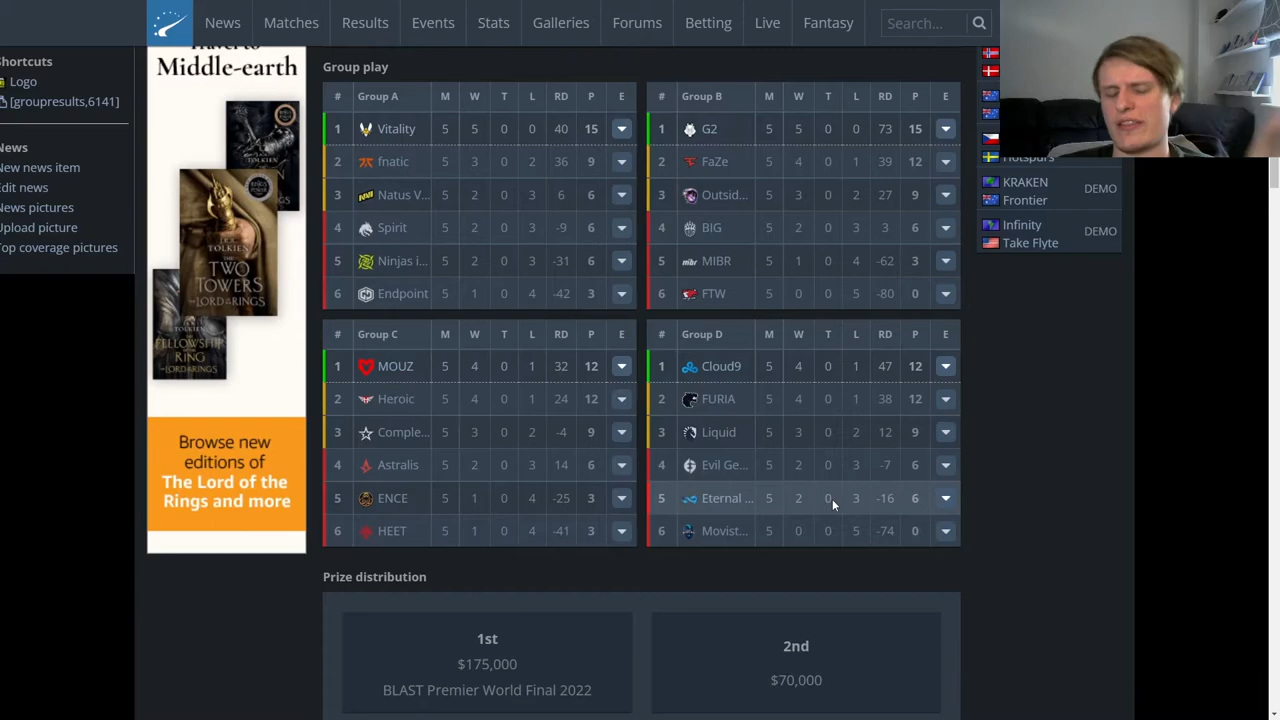 News Matches Results Events Stats Galleries Forums Betting Live Fantasy Search...
Shortcuts
Logo
[groupresults,6141]
News
New news item
Edit news
News pictures
Upload picture
Top coverage pictures
Middle-earth
TOLKIEN
THE TWO TOWERS
THE LORD OF THE RINGS
Browse new
editions of
The Lord of the
Rings and more
Group play
# Group A M W T L RD P E
1 Vitality 5 5 0 0 40 15
2 fnatic 5 3 0 2 36 9
3 Natus V... 5 3 0 2 6 6
4 Spirit 5 2 0 3 -9 6
5 Ninjas i... 5 2 0 3 -31 6
6 Endpoint 5 1 0 4 -42 3
# Group B M W T L RD P E
1 G2 5 5 0 0 73 15
2 FaZe 5 4 0 1 39 12
3 Outsid... 5 3 0 2 27 9
4 BIG 5 2 0 3 3 6
5 MIBR 5 1 0 4 -62 3
6 FTW 5 0 0 5 -80 0
# Group C M W T L RD P E
1 MOUZ 5 4 0 1 32 12
2 Heroic 5 4 0 1 24 12
3 Comple... 5 3 0 2 -4 9
4 Astralis 5 2 0 3 14 6
5 ENCE 5 1 0 4 -25 3
6 HEET 5 1 0 4 -41 3
# Group D M W T L RD P E
1 Cloud9 5 4 0 1 47 12
2 FURIA 5 4 0 1 38 12
3 Liquid 5 3 0 2 12 9
4 Evil Ge... 5 2 0 3 -7 6
5 Eternal ... 5 2 0 3 -16 6
6 Movist... 5 0 0 5 -74 0
Hotspurs
KRAKEN
Frontier
DEMO
Infinity
Take Flyte
DEMO
Prize distribution
1st
$175,000
BLAST Premier World Final 2022
2nd
$70,000